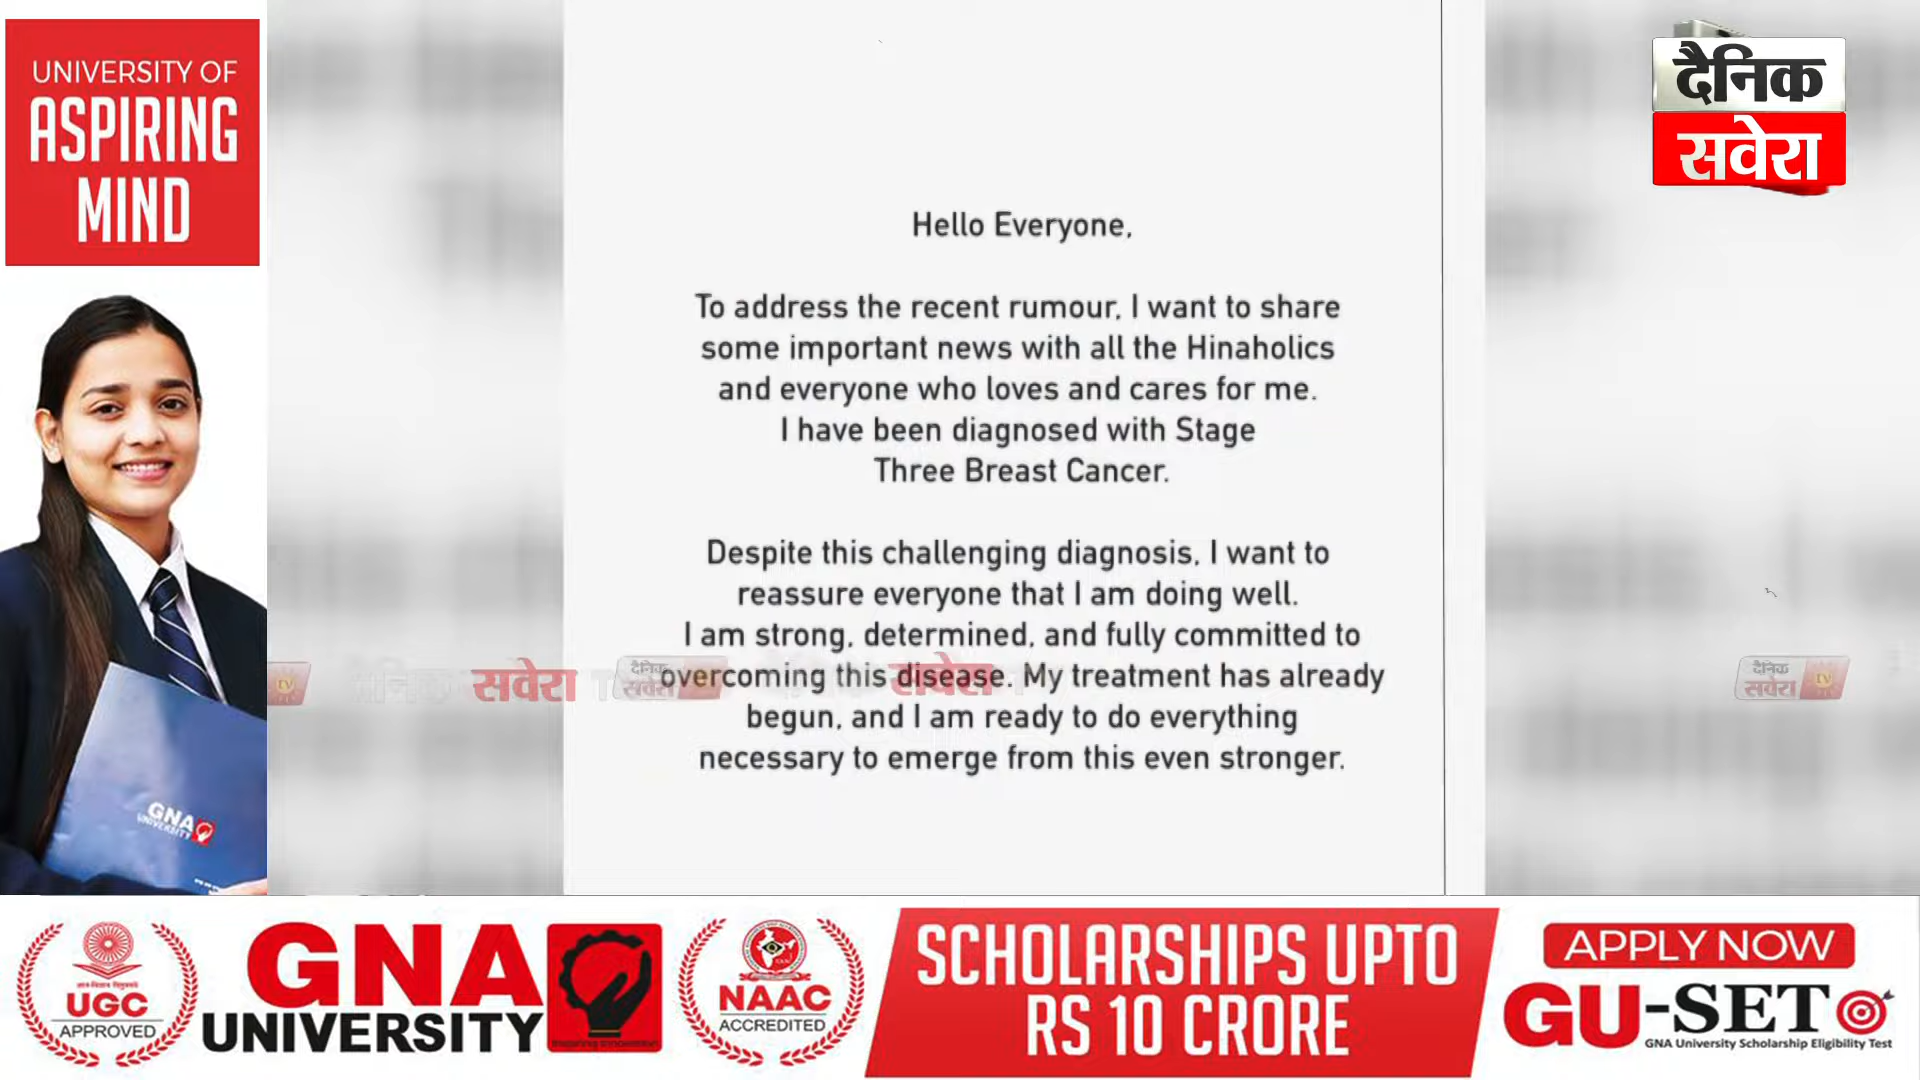 UNIVERSITY OF
ASPIRING
MIND
दैनिक
सवेरा
Hello Everyone,
To address the recent rumour, I want to share
some important news with all the Hinaholics
and everyone who loves and cares for me.
I have been diagnosed with Stage
Three Breast Cancer.
Despite this challenging diagnosis, I want to
reassure everyone that I am doing well.
I am strong, determined, and fully committed to
overcoming this disease. My treatment has already
begun, and I am ready to do everything
necessary to emerge from this even stronger.
दैनिक सवेरा
दैनिक
सवेरा
दैनिक
सवेरा TV
GNA
UNIVERSITY
UGC
APPROVED
GNA
UNIVERSITY
NAAC
ACCREDITED
SCHOLARSHIPS UPTO
RS 10 CRORE
APPLY NOW
GU-SET
GNA University Scholarship Eligibility Test